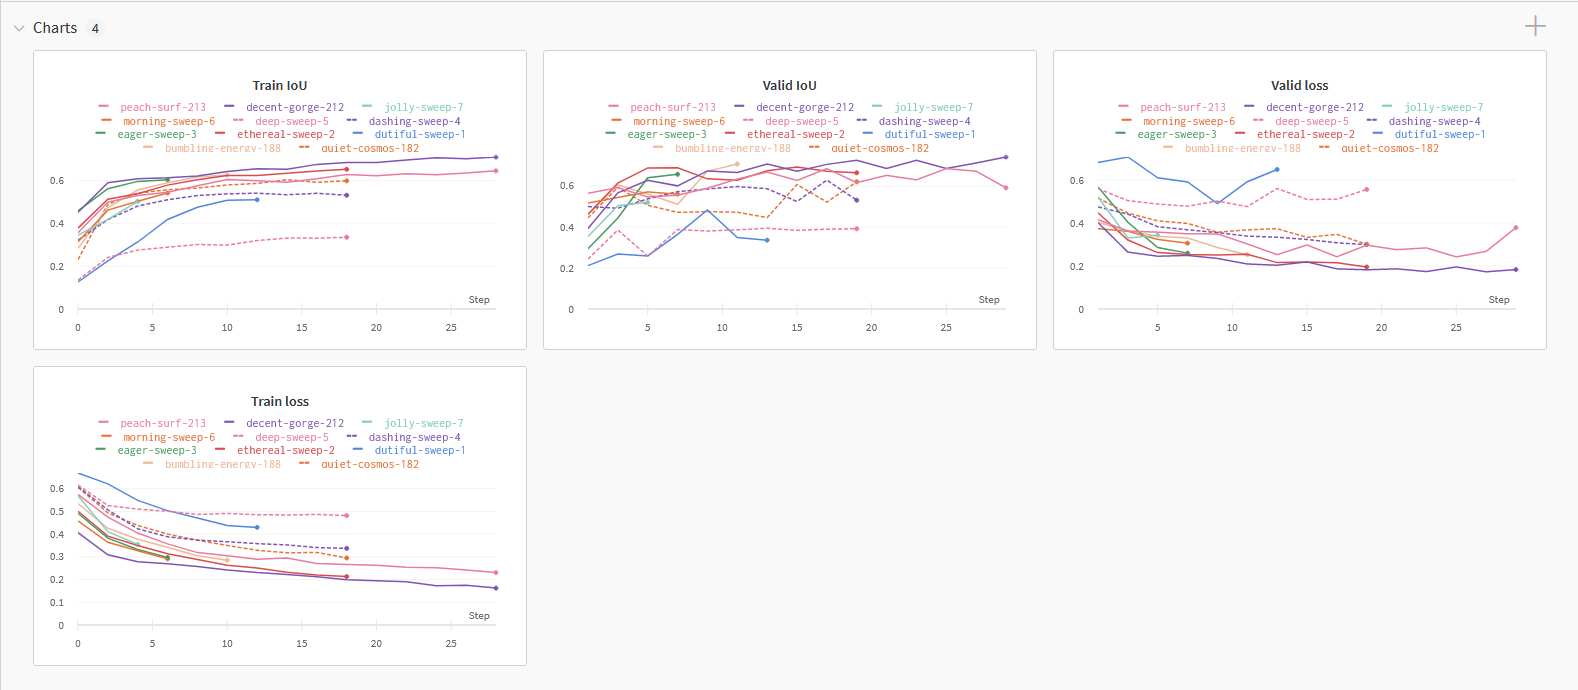 Charts 4
Train IoU
peach-surf-213 decent-gorge-212 jolly-sweep-7
morning-sweep-6 deep-sweep-5 dashing-sweep-4
eager-sweep-3 ethereal-sweep-2 dutiful-sweep-1
bumbling-energy-188 quiet-cosmos-182
0.6
0.4
0.2
0
Step
0 5 10 15 20 25
Valid IoU
peach-surf-213 decent-gorge-212 jolly-sweep-7
morning-sweep-6 deep-sweep-5 dashing-sweep-4
eager-sweep-3 ethereal-sweep-2 dutiful-sweep-1
bumbling-energy-188 quiet-cosmos-182
0.6
0.4
0.2
0
Step
5 10 15 20 25
Valid loss
peach-surf-213 decent-gorge-212 jolly-sweep-7
morning-sweep-6 deep-sweep-5 dashing-sweep-4
eager-sweep-3 ethereal-sweep-2 dutiful-sweep-1
bumbling-energy-188 quiet-cosmos-182
0.6
0.4
0.2
0
Step
5 10 15 20 25
Train loss
peach-surf-213 decent-gorge-212 jolly-sweep-7
morning-sweep-6 deep-sweep-5 dashing-sweep-4
eager-sweep-3 ethereal-sweep-2 dutiful-sweep-1
bumbling-energy-188 quiet-cosmos-182
0.6
0.5
0.4
0.3
0.2
0.1
0
Step
0 5 10 15 20 25